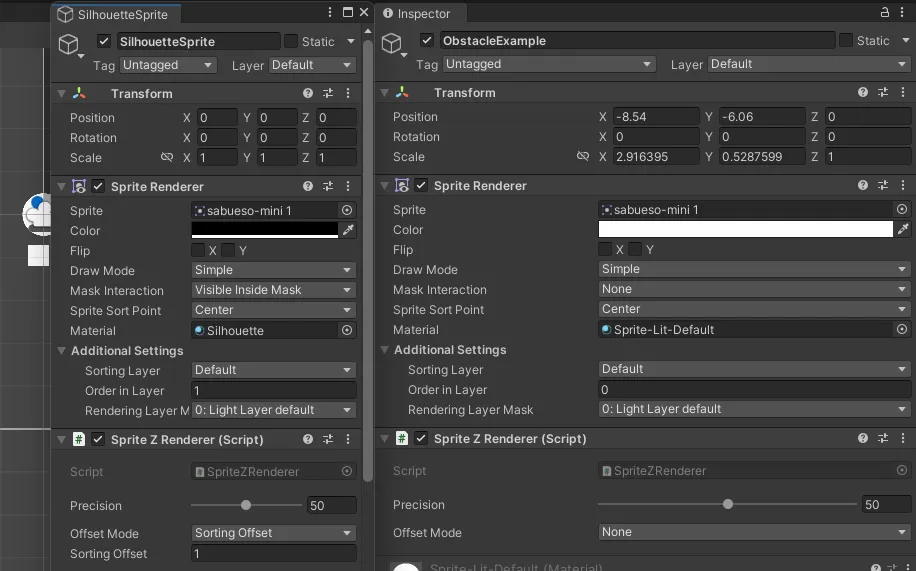 SilhouetteSprite
SilhouetteSprite Static
Tag Untagged Layer Default
Transform
Position X 0 Y 0 Z 0
Rotation X 0 Y 0 Z 0
Scale X 1 Y 1 Z 1
Sprite Renderer
Sprite sabueso-mini 1
Color
Flip X Y
Draw Mode Simple
Mask Interaction Visible Inside Mask
Sprite Sort Point Center
Material Silhouette
Additional Settings
Sorting Layer Default
Order in Layer 1
Rendering Layer M 0: Light Layer default
# Sprite Z Renderer (Script)
Script SpriteZRenderer
Precision 50
Offset Mode Sorting Offset
Sorting Offset 1
Inspector
ObstacleExample Static
Tag Untagged Layer Default
Transform
Position X -8.54 Y -6.06 Z 0
Rotation X 0 Y 0 Z 0
Scale X 2.916395 Y 0.5287599 Z 1
Sprite Renderer
Sprite sabueso-mini 1
Color
Flip X Y
Draw Mode Simple
Mask Interaction None
Sprite Sort Point Center
Material Sprite-Lit-Default
Additional Settings
Sorting Layer Default
Order in Layer 0
Rendering Layer Mask 0: Light Layer default
# Sprite Z Renderer (Script)
Script SpriteZRenderer
Precision 50
Offset Mode None
Sprite-Lit-Default (Material)